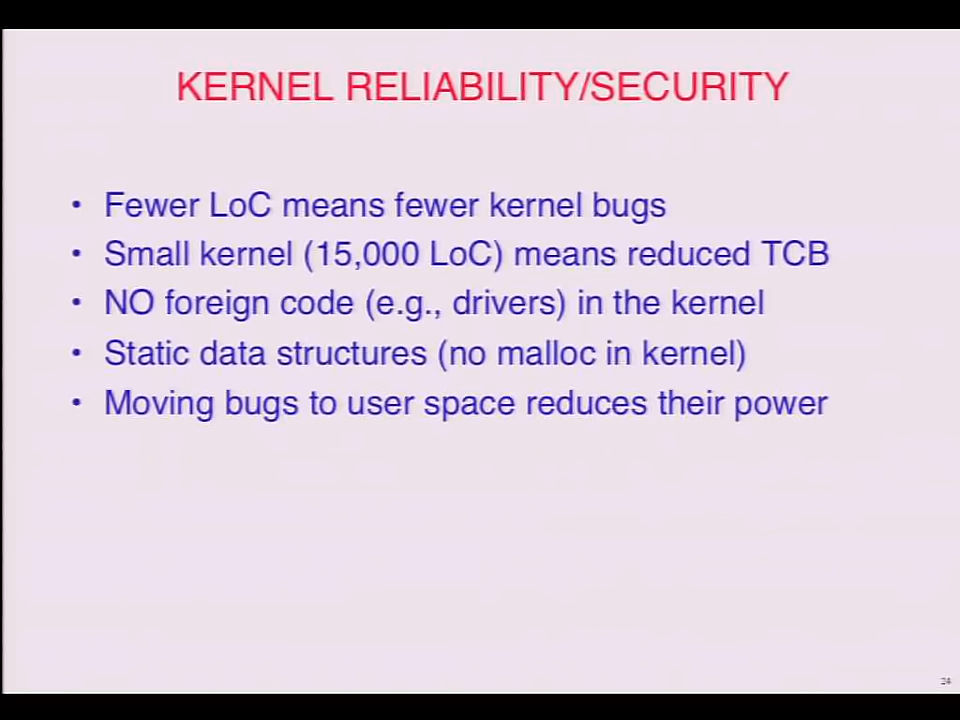 KERNEL RELIABILITY/SECURITY
• Fewer LoC means fewer kernel bugs
• Small kernel (15,000 LoC) means reduced TCB
• NO foreign code (e.g., drivers) in the kernel
• Static data structures (no malloc in kernel)
• Moving bugs to user space reduces their power
24